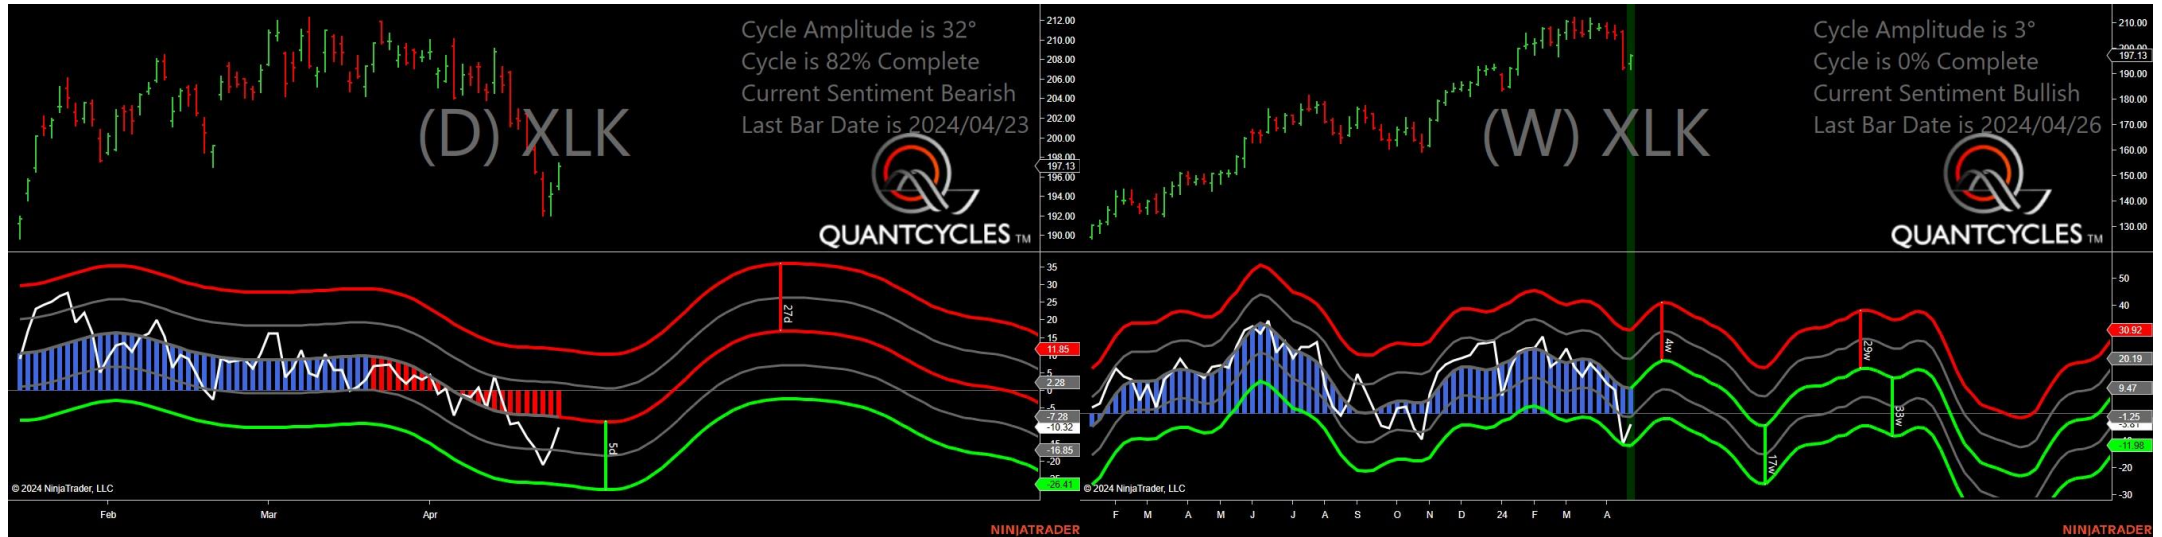 Cycle Amplitude is 32°
Cycle is 82% Complete
Current Sentiment Bearish
Last Bar Date is 2024/04/23
(D) XLK
QUANTCYCLES TM
212.00
210.00
208.00
206.00
204.00
202.00
200.00
198.00
197.13
196.00
194.00
192.00
190.00
35
30
25
20
15
11.85
5
2.28
0
-5
-7.28
-10.32
-15
-16.85
-20
-26.41
27d
5d
© 2024 NinjaTrader, LLC
Feb Mar Apr
NINJATRADER
Cycle Amplitude is 3°
Cycle is 0% Complete
Current Sentiment Bullish
Last Bar Date is 2024/04/26
(W) XLK
QUANTCYCLES TM
210.00
200.00
197.13
190.00
180.00
170.00
160.00
150.00
140.00
130.00
50
40
30.92
20.19
9.47
-1.25
-11.98
-20
-30
4w
17w
29w
33w
© 2024 NinjaTrader, LLC
F M A M J J A S O N D 24 F M A
NINJATRADER